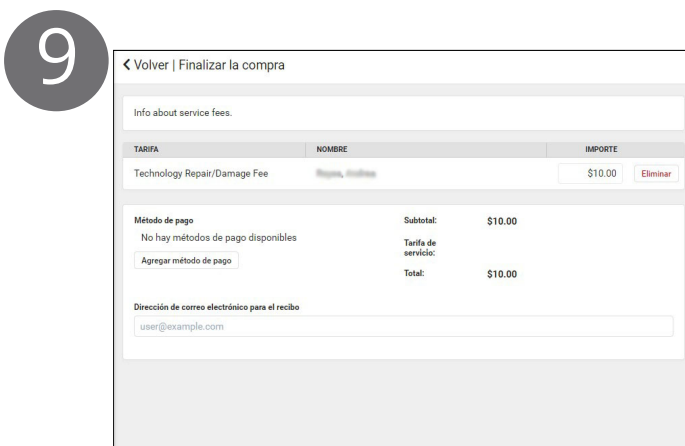 9
Volver | Finalizar la compra
Info about service fees.
TARIFA NOMBRE IMPORTE
Technology Repair/Damage Fee $10.00 Eliminar
Método de pago
No hay métodos de pago disponibles
Agregar método de pago
Subtotal: $10.00
Tarifa de
servicio:
Total: $10.00
Dirección de correo electrónico para el recibo
user@example.com